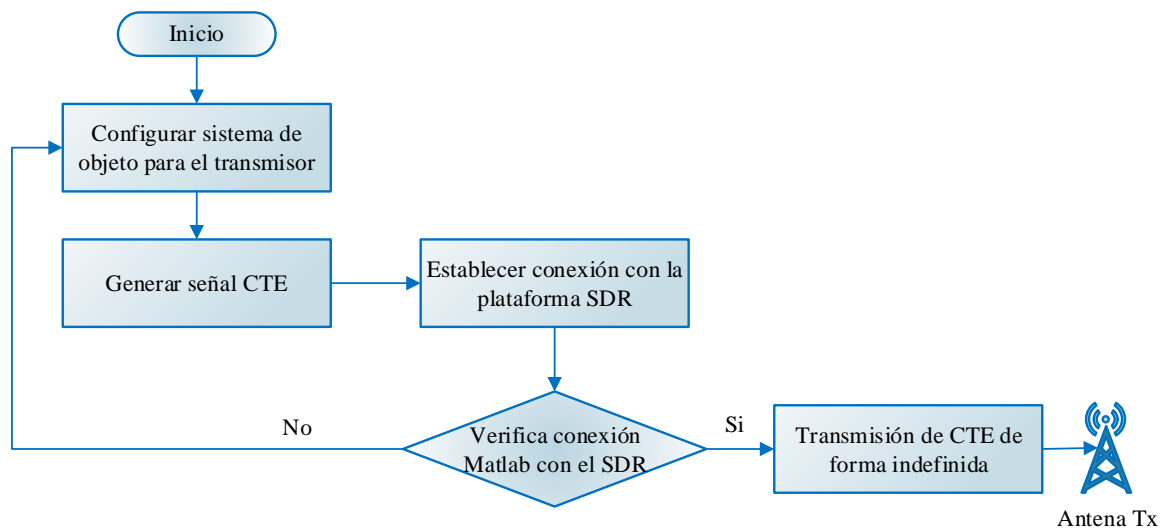 Inicio
Configurar sistema de
objeto para el transmisor
Generar señal CTE
Establecer conexión con la
plataforma SDR
No
Verifica conexión
Matlab con el SDR
Si
Transmisión de CTE de
forma indefinida
Antena Tx